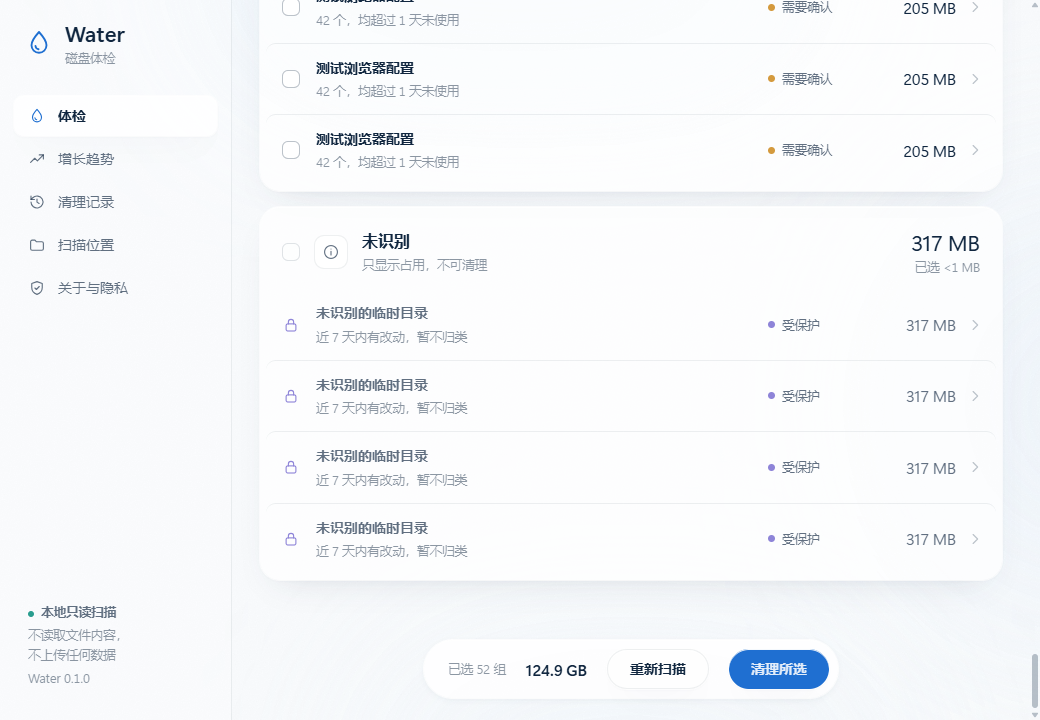 Water
磁盘体检
体检
增长趋势
清理记录
扫描位置
关于与隐私
本地只读扫描
不读取文件内容，
不上传任何数据
Water 0.1.0
测试浏览器配置
42 个，均超过 1 天未使用
需要确认
205 MB
测试浏览器配置
42 个，均超过 1 天未使用
需要确认
205 MB
测试浏览器配置
42 个，均超过 1 天未使用
需要确认
205 MB
未识别
只显示占用，不可清理
317 MB
已选 <1 MB
未识别的临时目录
近 7 天内有改动，暂不归类
受保护
317 MB
未识别的临时目录
近 7 天内有改动，暂不归类
受保护
317 MB
未识别的临时目录
近 7 天内有改动，暂不归类
受保护
317 MB
未识别的临时目录
近 7 天内有改动，暂不归类
受保护
317 MB
已选 52 组
124.9 GB
重新扫描
清理所选